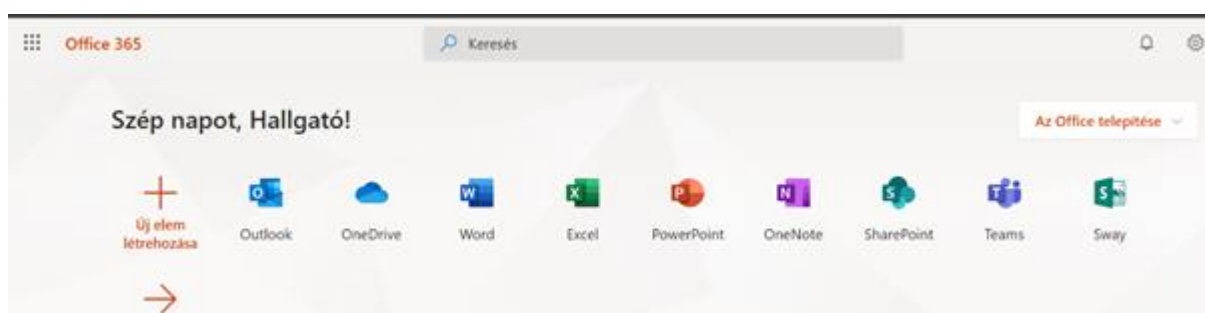 Office 365
Keresés
Szép napot, Hallgató!
Az Office telepítése
Új elem
létrehozása
Outlook
OneDrive
Word
Excel
PowerPoint
OneNote
SharePoint
Teams
Sway